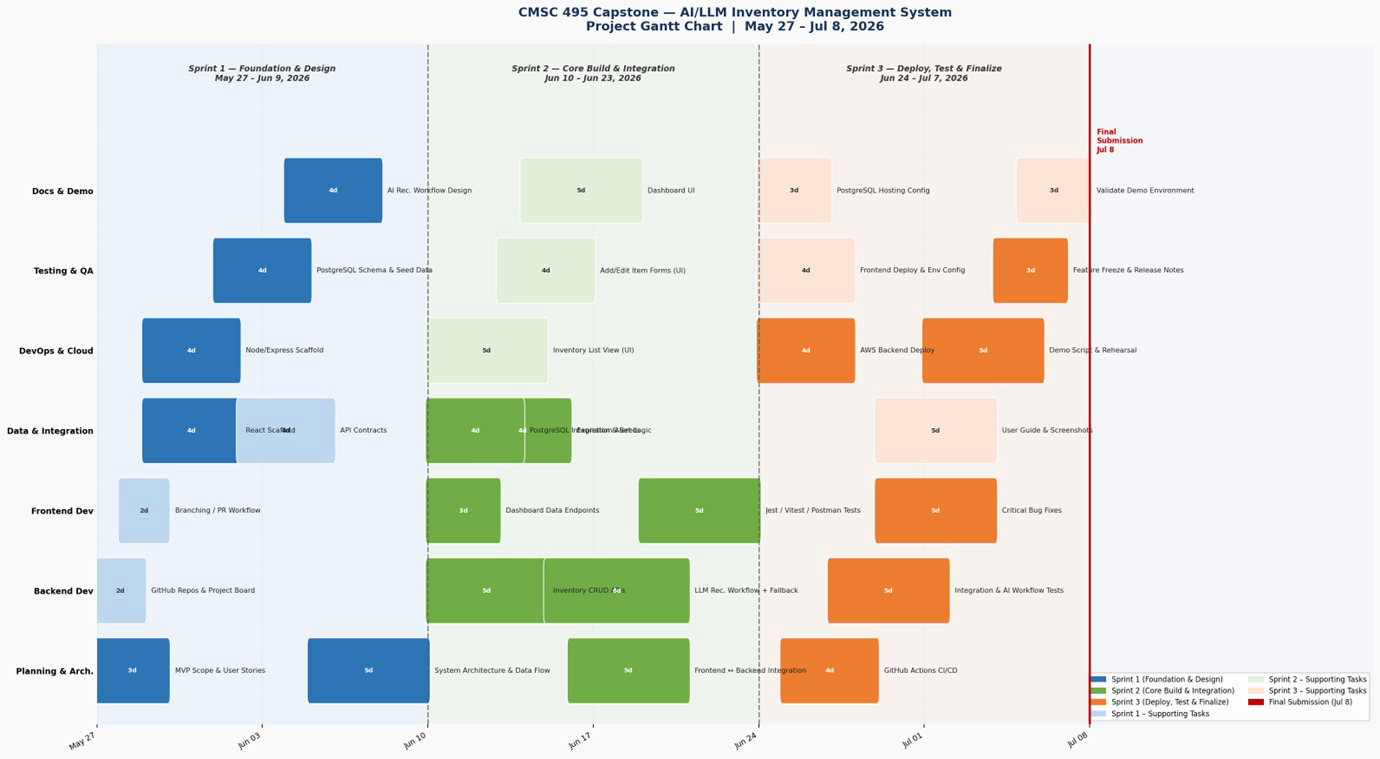 CMSC 495 Capstone — AI/LLM Inventory Management System
Project Gantt Chart | May 27 – Jul 8, 2026
Sprint 1 — Foundation & Design
May 27 – Jun 9, 2026
Sprint 2 — Core Build & Integration
Jun 10 – Jun 23, 2026
Sprint 3 — Deploy, Test & Finalize
Jun 24 – Jul 7, 2026
Final
Submission
Jul 8
Docs & Demo
4d
AI Rec. Workflow Design
5d
Dashboard UI
3d
PostgreSQL Hosting Config
3d
Validate Demo Environment
Testing & QA
4d
PostgreSQL Schema & Seed Data
4d
Add/Edit Item Forms (UI)
4d
Frontend Deploy & Env Config
3d
Feature Freeze & Release Notes
DevOps & Cloud
4d
Node/Express Scaffold
5d
Inventory List View (UI)
4d
AWS Backend Deploy
5d
Demo Script & Rehearsal
Data & Integration
4d
React Scaffold
4d
API Contracts
4d
4d
PostgreSQL Integration
5d
User Guide & Screenshots
Frontend Dev
2d
Branching / PR Workflow
3d
Dashboard Data Endpoints
5d
Jest / Vitest / Postman Tests
5d
Critical Bug Fixes
Backend Dev
2d
GitHub Repos & Project Board
5d
Inventory CRUD APIs
LLM Rec. Workflow + Fallback
5d
Integration & AI Workflow Tests
Planning & Arch.
3d
MVP Scope & User Stories
5d
System Architecture & Data Flow
5d
Frontend ↔ Backend Integration
4d
GitHub Actions CI/CD
Sprint 1 (Foundation & Design)
Sprint 2 (Core Build & Integration)
Sprint 3 (Deploy, Test & Finalize)
Sprint 1 – Supporting Tasks
Sprint 2 – Supporting Tasks
Sprint 3 – Supporting Tasks
Final Submission (Jul 8)
May 27
Jun 03
Jun 10
Jun 17
Jun 24
Jul 01
Jul 08